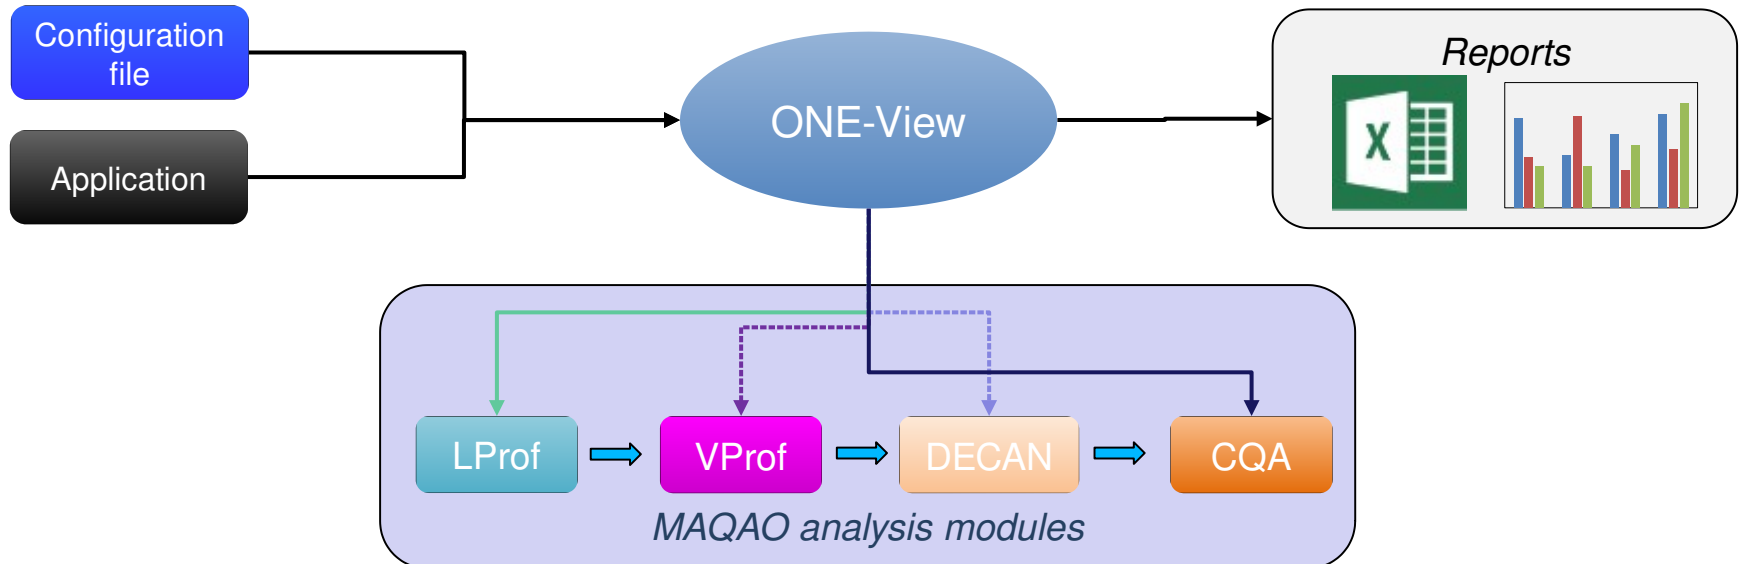 Configuration
file
Application
ONE-View
Reports
X
LProf
VProf
DECAN
CQA
MAQAO analysis modules